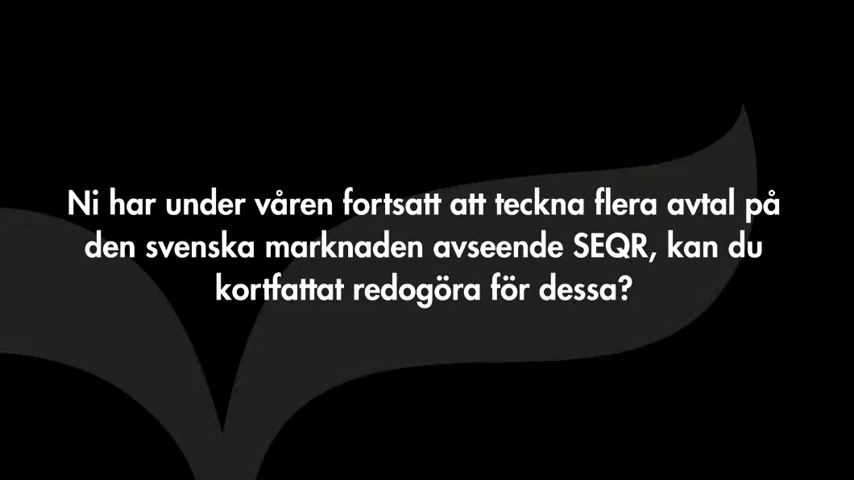 Ni har under våren fortsatt att teckna flera avtal på
den svenska marknaden avseende SEQR, kan du
kortfattat redogöra för dessa?